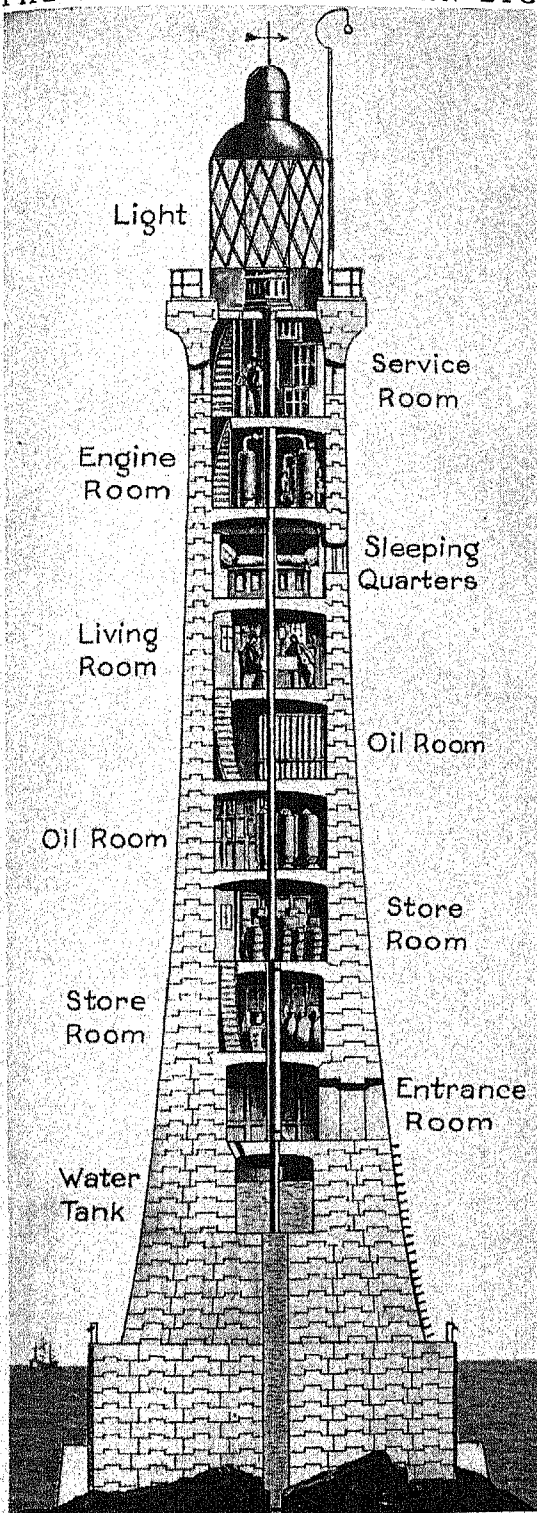 Light
Service
Room
Engine
Room
Sleeping
Quarters
Living
Room
Oil Room
Oil Room
Store
Room
Store
Room
Entrance
Room
Water
Tank